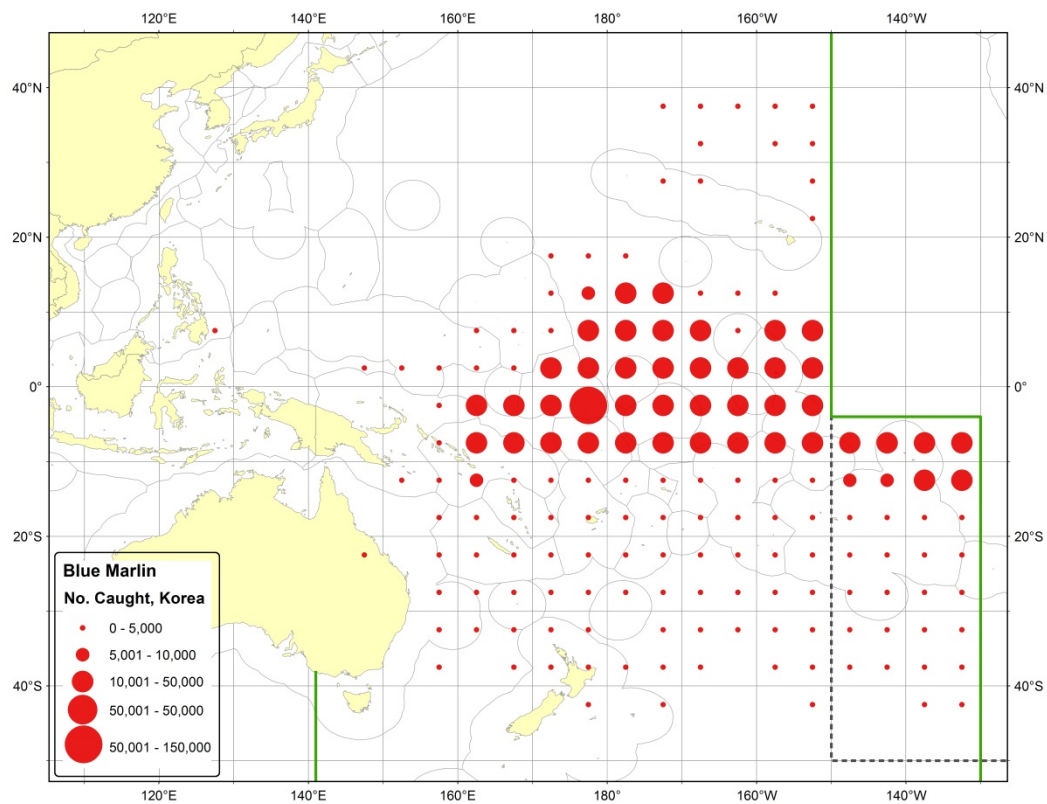 120°E 140°E 160°E 180° 160°W 140°W
40°N 40°N
20°N 20°N
0° 0°
20°S 20°S
Blue Marlin
No. Caught, Korea
0 - 5,000
5,001 - 10,000
10,001 - 50,000
50,001 - 50,000
50,001 - 150,000
40°S 40°S
120°E 140°E 160°E 180° 160°W 140°W